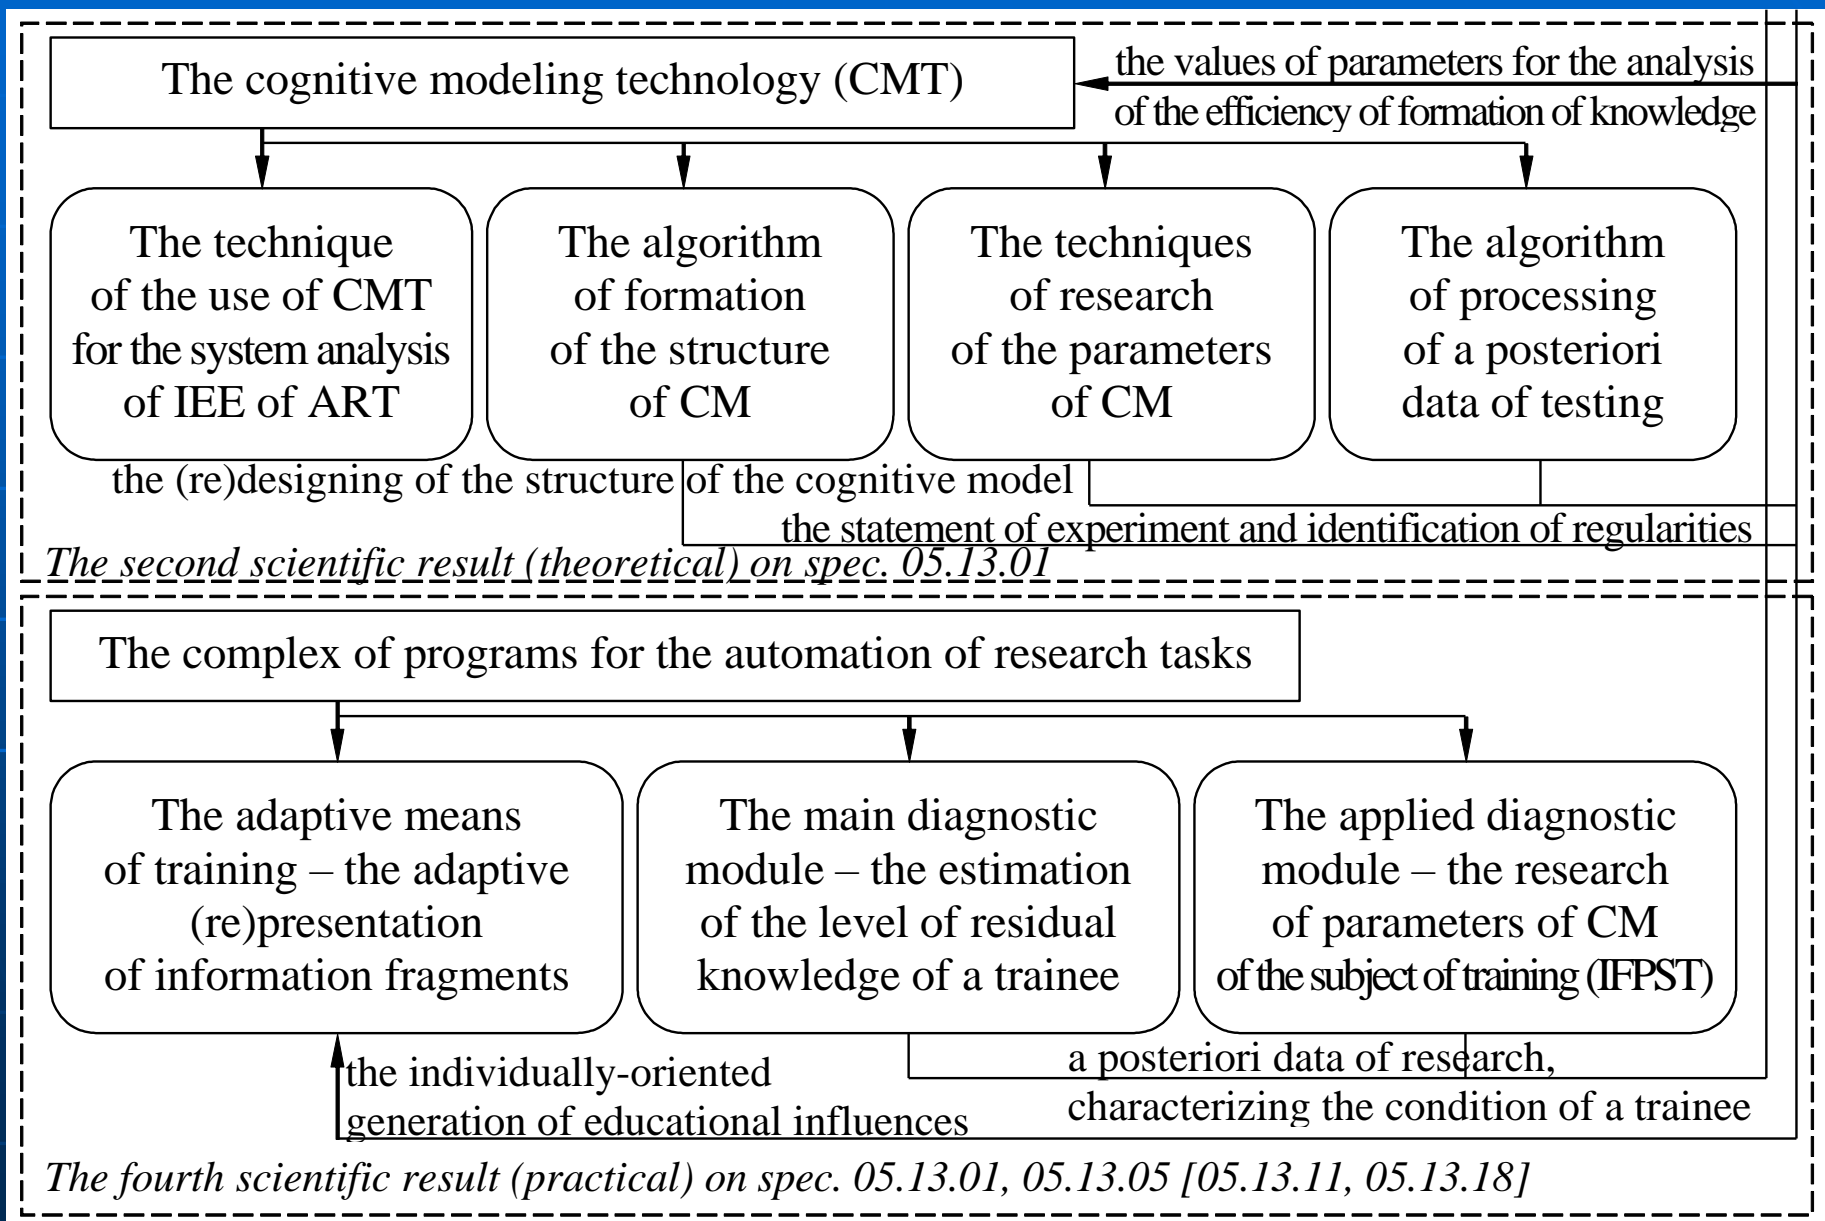 The cognitive modeling technology (CMT)
the values of parameters for the analysis
of the efficiency of formation of knowledge
The technique
of the use of CMT
for the system analysis
of IEE of ART
The algorithm
of formation
of the structure
of CM
The techniques
of research
of the parameters
of CM
The algorithm
of processing
of a posteriori
data of testing
the (re)designing of the structure of the cognitive model
the statement of experiment and identification of regularities
The second scientific result (theoretical) on spec. 05.13.01
The complex of programs for the automation of research tasks
The adaptive means
of training – the adaptive
(re)presentation
of information fragments
The main diagnostic
module – the estimation
of the level of residual
knowledge of a trainee
The applied diagnostic
module – the research
of parameters of CM
of the subject of training (IFPST)
the individually-oriented
generation of educational influences
a posteriori data of research,
characterizing the condition of a trainee
The fourth scientific result (practical) on spec. 05.13.01, 05.13.05 [05.13.11, 05.13.18]